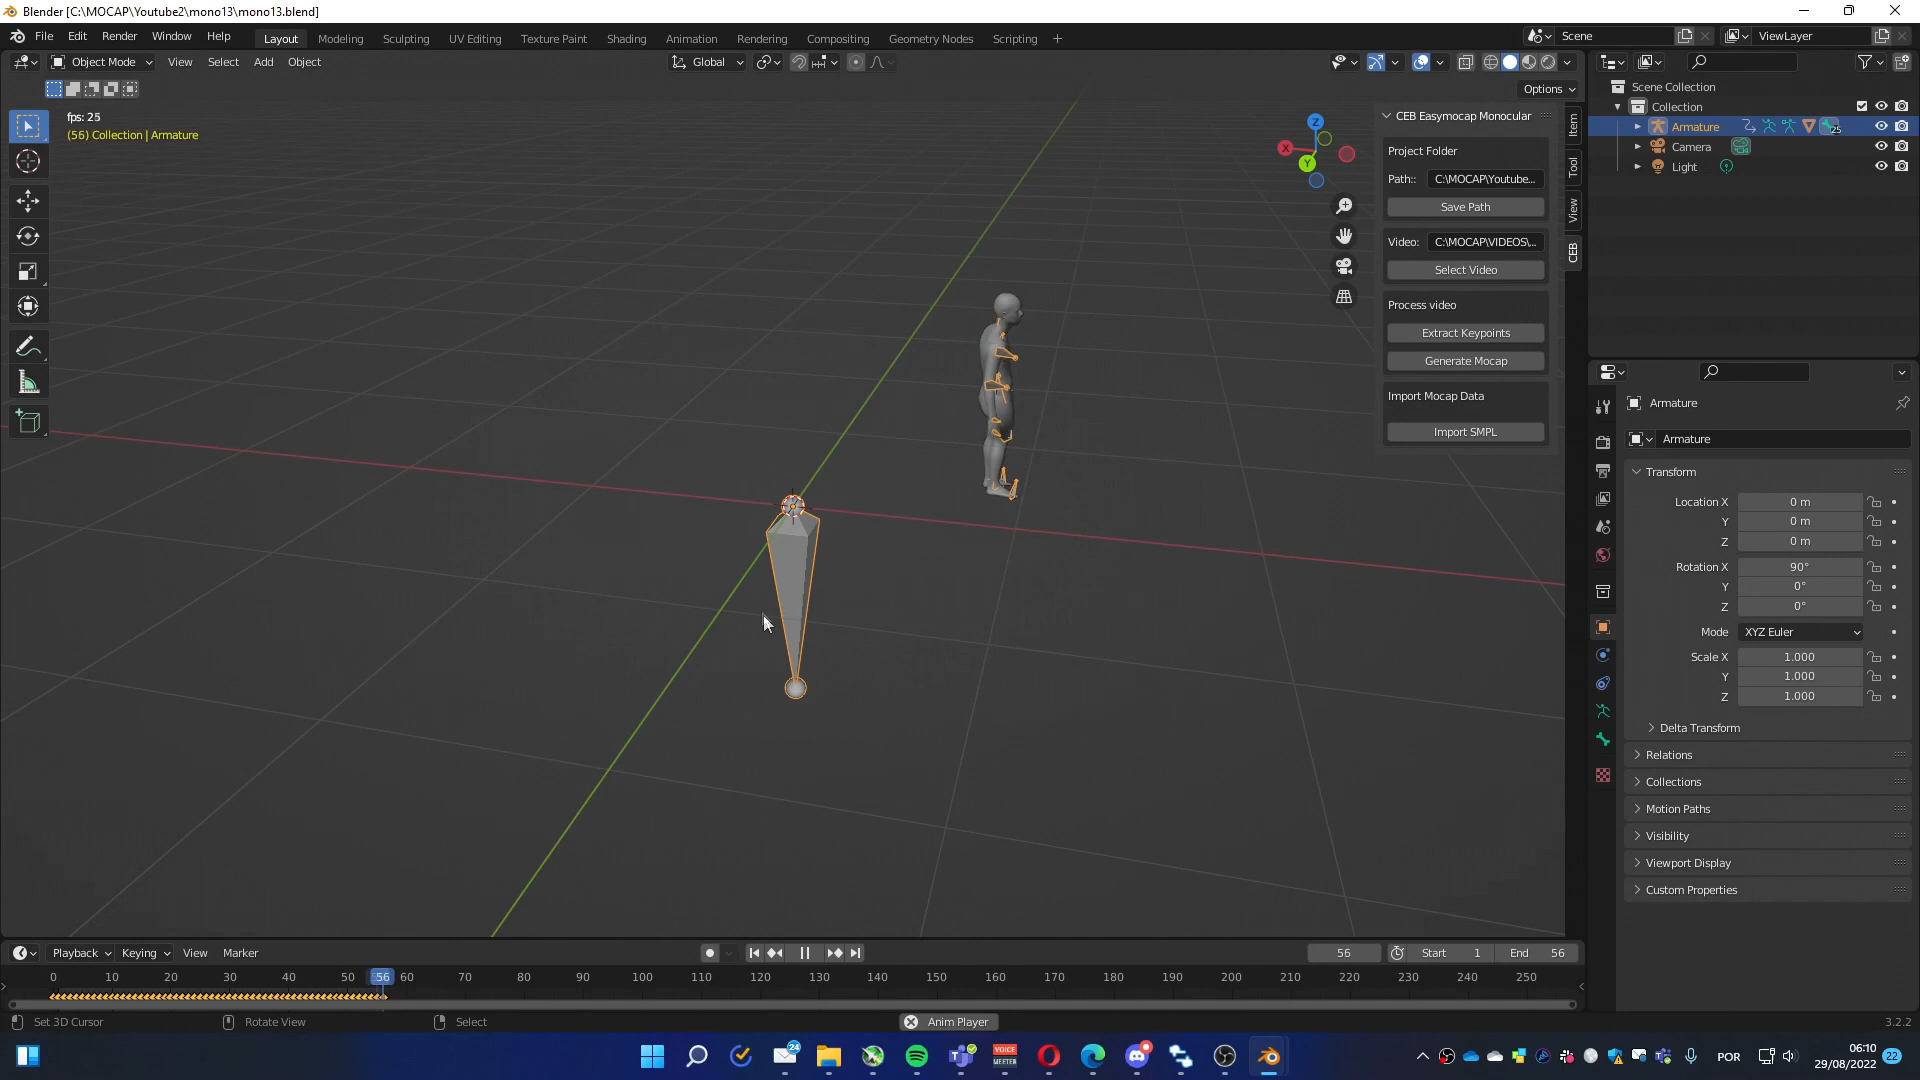 Blender [C:\MOCAP\Youtube2\mono13\mono13.blend]
File Edit Render Window Help
Layout Modeling Sculpting UV Editing Texture Paint Shading Animation Rendering Compositing Geometry Nodes Scripting +
Scene ViewLayer
Object Mode View Select Add Object
Global
Options
fps: 25
(56) Collection | Armature
Z
X
Y
CEB Easymocap Monocular
Project Folder
Path:: C:\MOCAP\Youtube...
Save Path
Video: C:\MOCAP\VIDEOS\...
Select Video
Process video
Extract Keypoints
Generate Mocap
Import Mocap Data
Import SMPL
Item
Tool
View
CEB
Scene Collection
Collection
Armature 25
Camera
Light
Armature
Armature
Transform
Location X 0 m
Y 0 m
Z 0 m
Rotation X 90°
Y 0°
Z 0°
Mode XYZ Euler
Scale X 1.000
Y 1.000
Z 1.000
Delta Transform
Relations
Collections
Motion Paths
Visibility
Viewport Display
Custom Properties
Playback Keying View Marker
56 Start 1 End 56
0 10 20 30 40 50 56 60 70 80 90 100 110 120 130 140 150 160 170 180 190 200 210 220 230 240 250
Set 3D Cursor Rotate View Select Anim Player 3.2.2
24
VOICE
MEETER
POR
06:10
29/08/2022
22